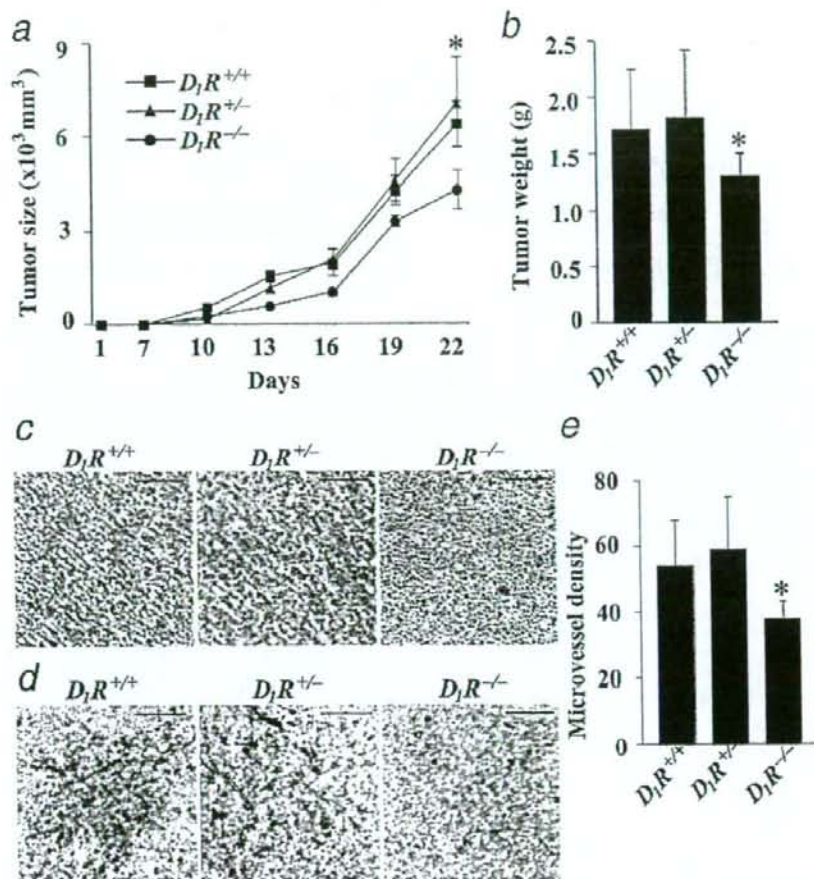 a
Tumor size (x10³ mm³)
9
6
3
0
D₁R⁺/⁺
D₁R⁺/⁻
D₁R⁻/⁻
*
1 7 10 13 16 19 22
Days
b
Tumor weight (g)
2.5
2.0
1.5
1.0
0.5
0
*
D₁R⁺/⁺ D₁R⁺/⁻ D₁R⁻/⁻
c
D₁R⁺/⁺ D₁R⁺/⁻ D₁R⁻/⁻
d
D₁R⁺/⁺ D₁R⁺/⁻ D₁R⁻/⁻
e
Microvessel density
80
60
40
20
0
*
D₁R⁺/⁺ D₁R⁺/⁻ D₁R⁻/⁻